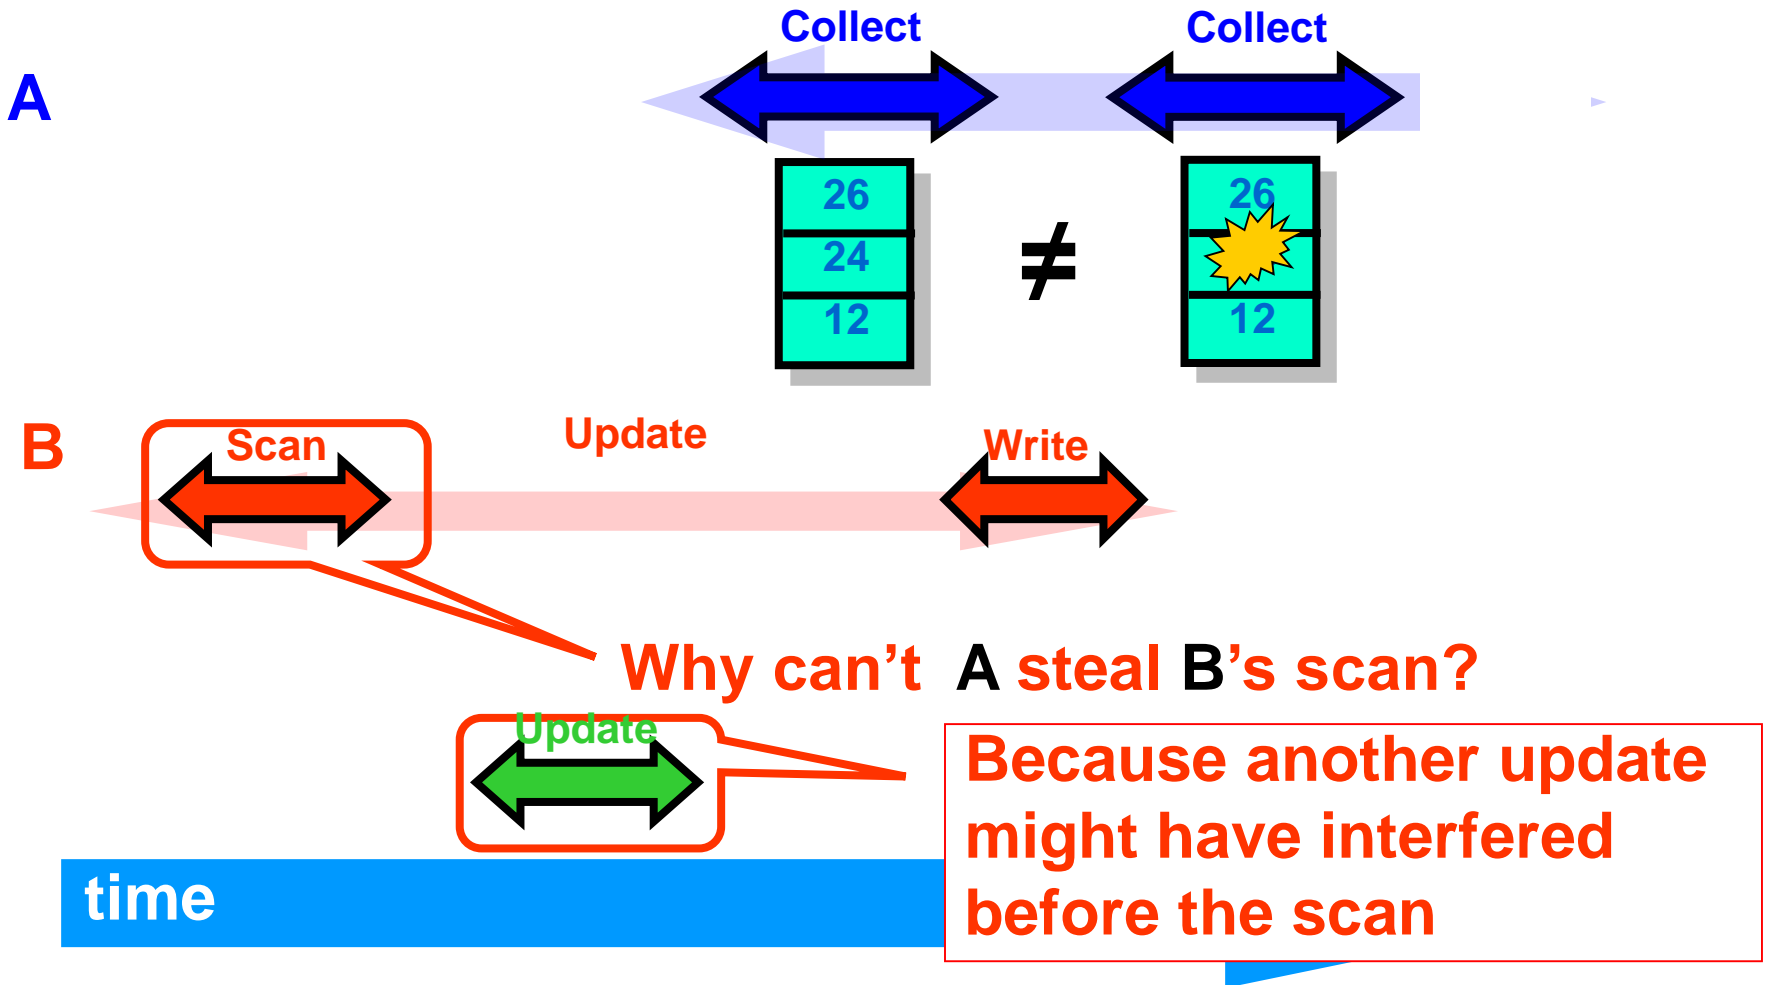 Collect
Collect
A
26
24
12
≠
26
12
B
Scan
Update
Write
Why can’t A steal B’s scan?
Update
Because another update
might have interfered
before the scan
time